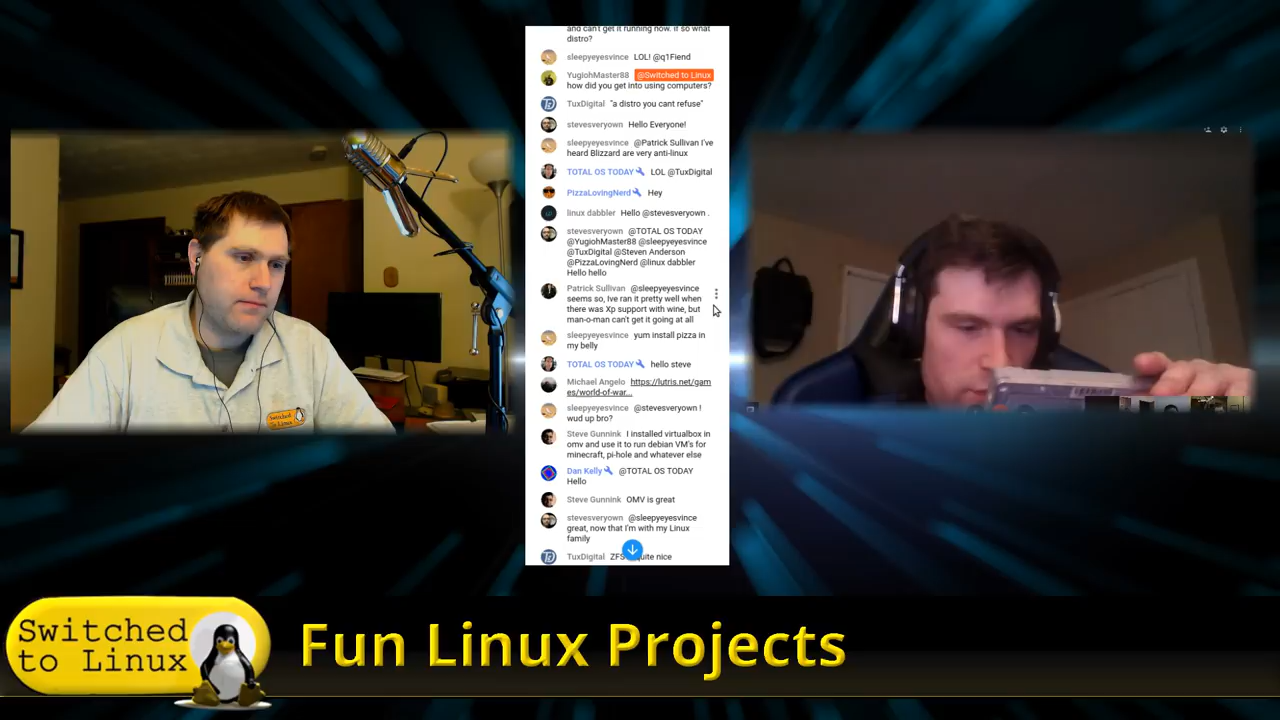 and can't get it running now. If so what
distro?
sleepyeyesvince LOL! @q1Fiend
YugiohMaster88 @Switched to Linux
how did you get into using computers?
TuxDigital "a distro you cant refuse"
stevesveryown Hello Everyone!
sleepyeyesvince @Patrick Sullivan I've
heard Blizzard are very anti-linux
TOTAL OS TODAY LOL @TuxDigital
PizzaLovingNerd Hey
linux dabbler Hello @stevesveryown .
stevesveryown @TOTAL OS TODAY
@YugiohMaster88 @sleepyeyesvince
@TuxDigital @Steven Anderson
@PizzaLovingNerd @linux dabbler
Hello hello
Patrick Sullivan @sleepyeyesvince
seems so, Ive ran it pretty well when
there was Xp support with wine, but
man-o-man can't get it going at all
sleepyeyesvince yum install pizza in
my belly
TOTAL OS TODAY hello steve
Michael Angelo https://lutris.net/gam
es/world-of-war...
sleepyeyesvince @stevesveryown !
wud up bro?
Steve Gunnink I installed virtualbox in
omv and use it to run debian VM's for
minecraft, pi-hole and whatever else
Dan Kelly @TOTAL OS TODAY
Hello
Steve Gunnink OMV is great
stevesveryown @sleepyeyesvince
great, now that I'm with my Linux
family
TuxDigital ZFS quite nice
Switched
to Linux
Switched
to Linux
Fun Linux Projects